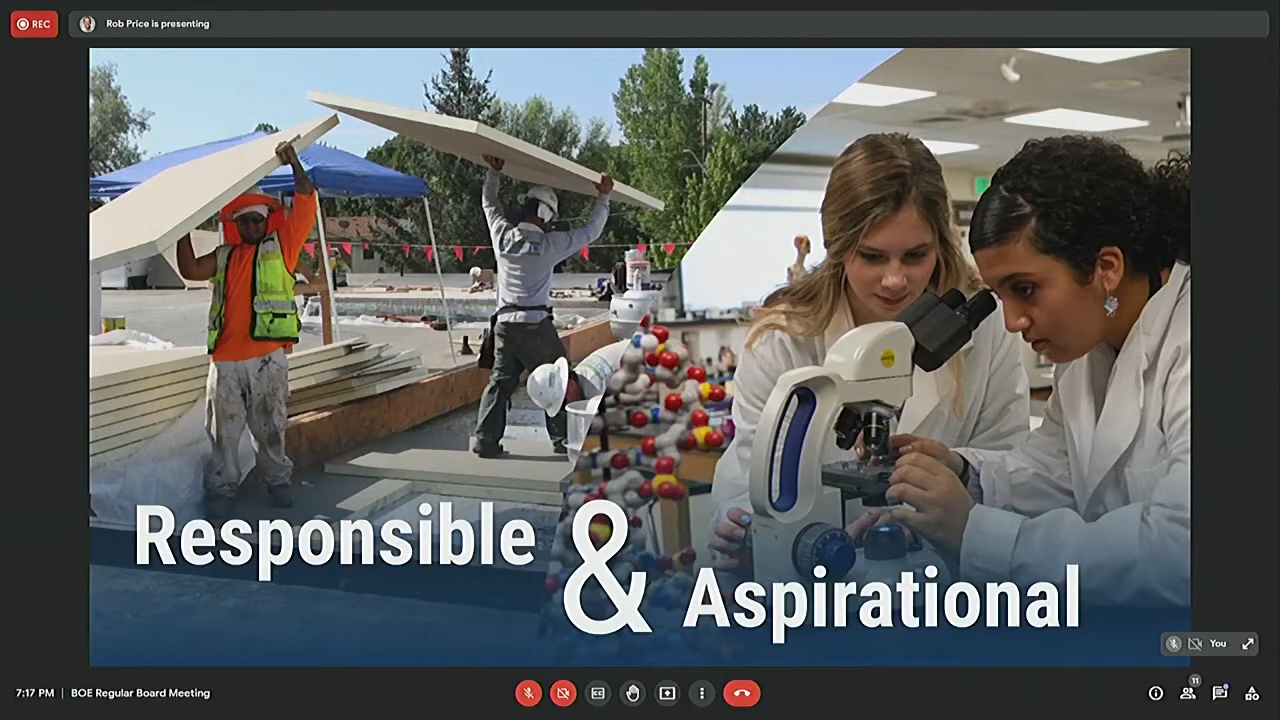 REC
Rob Price is presenting
Responsible
&
Aspirational
You
11
7:17 PM | BOE Regular Board Meeting